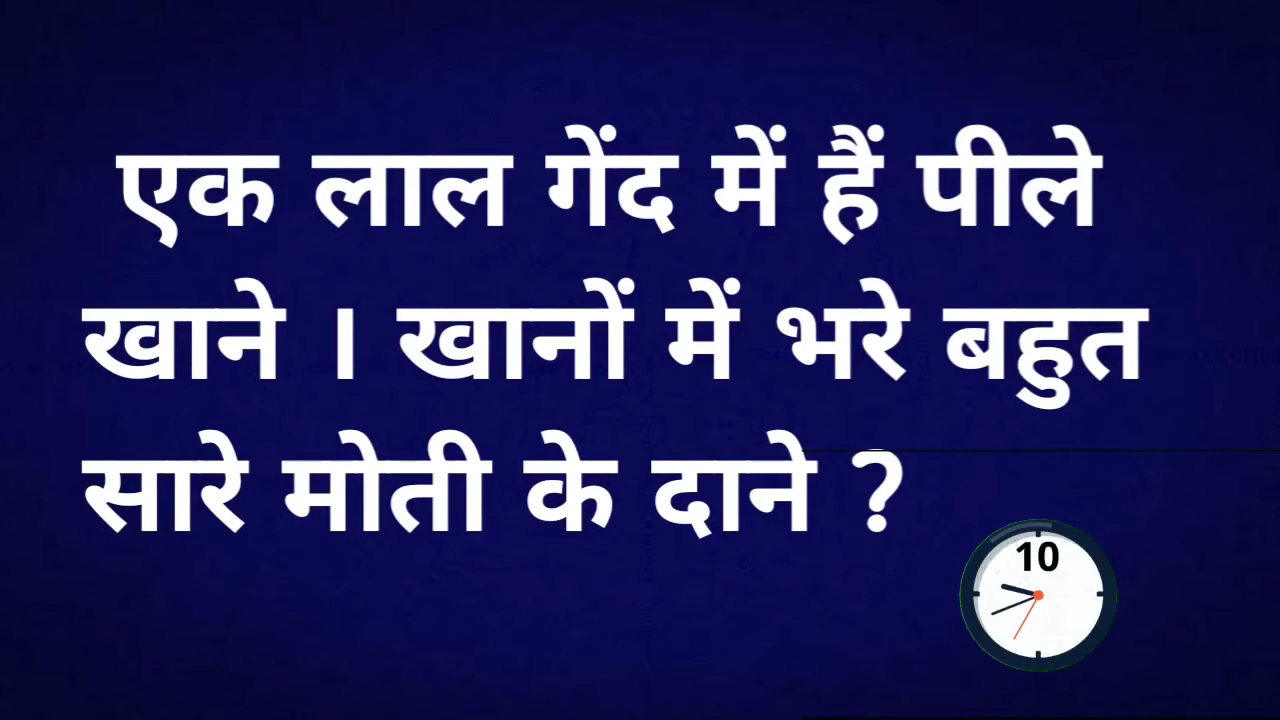 एक लाल गेंद में हैं पीले
खाने । खानों में भरे बहुत
सारे मोती के दाने ?
10